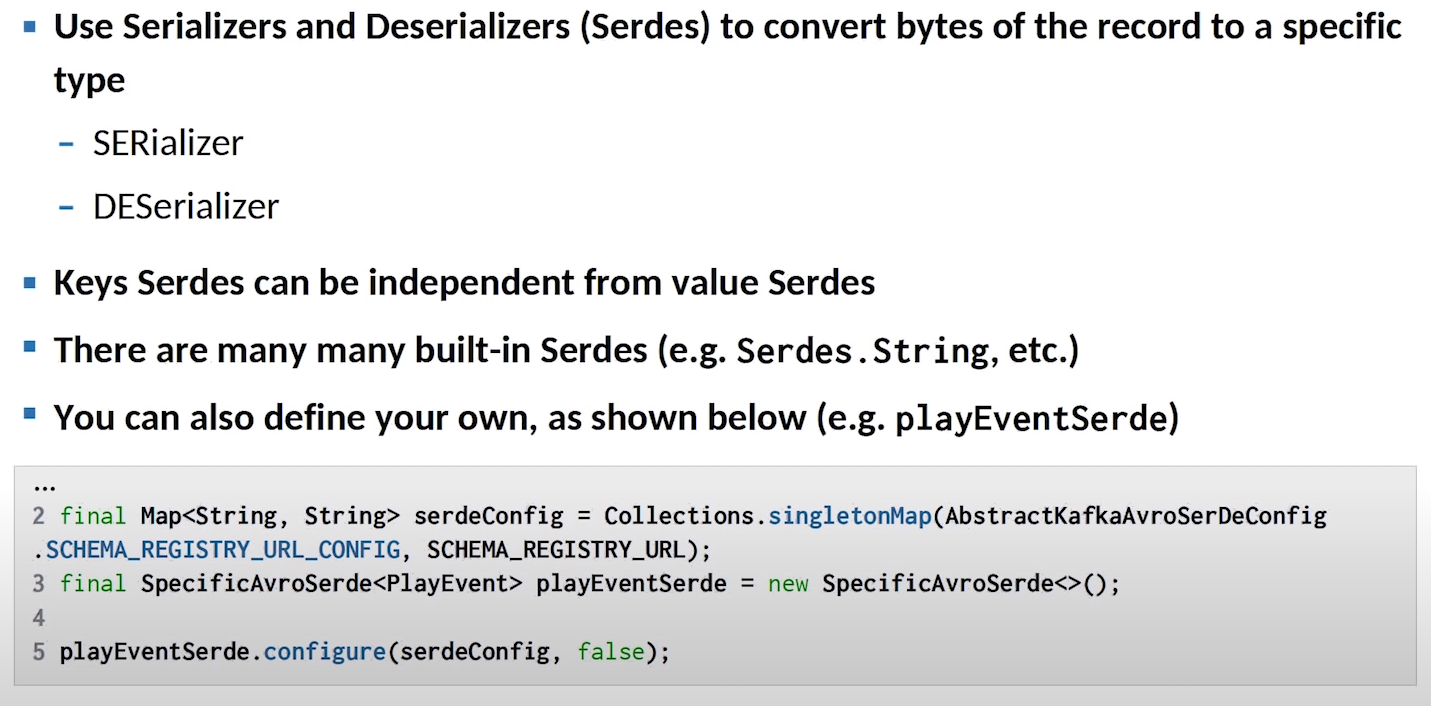 ▪ Use Serializers and Deserializers (Serdes) to convert bytes of the record to a specific
type
– SERializer
– DESerializer
▪ Keys Serdes can be independent from value Serdes
▪ There are many many built-in Serdes (e.g. Serdes.String, etc.)
▪ You can also define your own, as shown below (e.g. playEventSerde)
...
2 final Map<String, String> serdeConfig = Collections.singletonMap(AbstractKafkaAvroSerDeConfig
.SCHEMA_REGISTRY_URL_CONFIG, SCHEMA_REGISTRY_URL);
3 final SpecificAvroSerde<PlayEvent> playEventSerde = new SpecificAvroSerde<>();
4
5 playEventSerde.configure(serdeConfig, false);